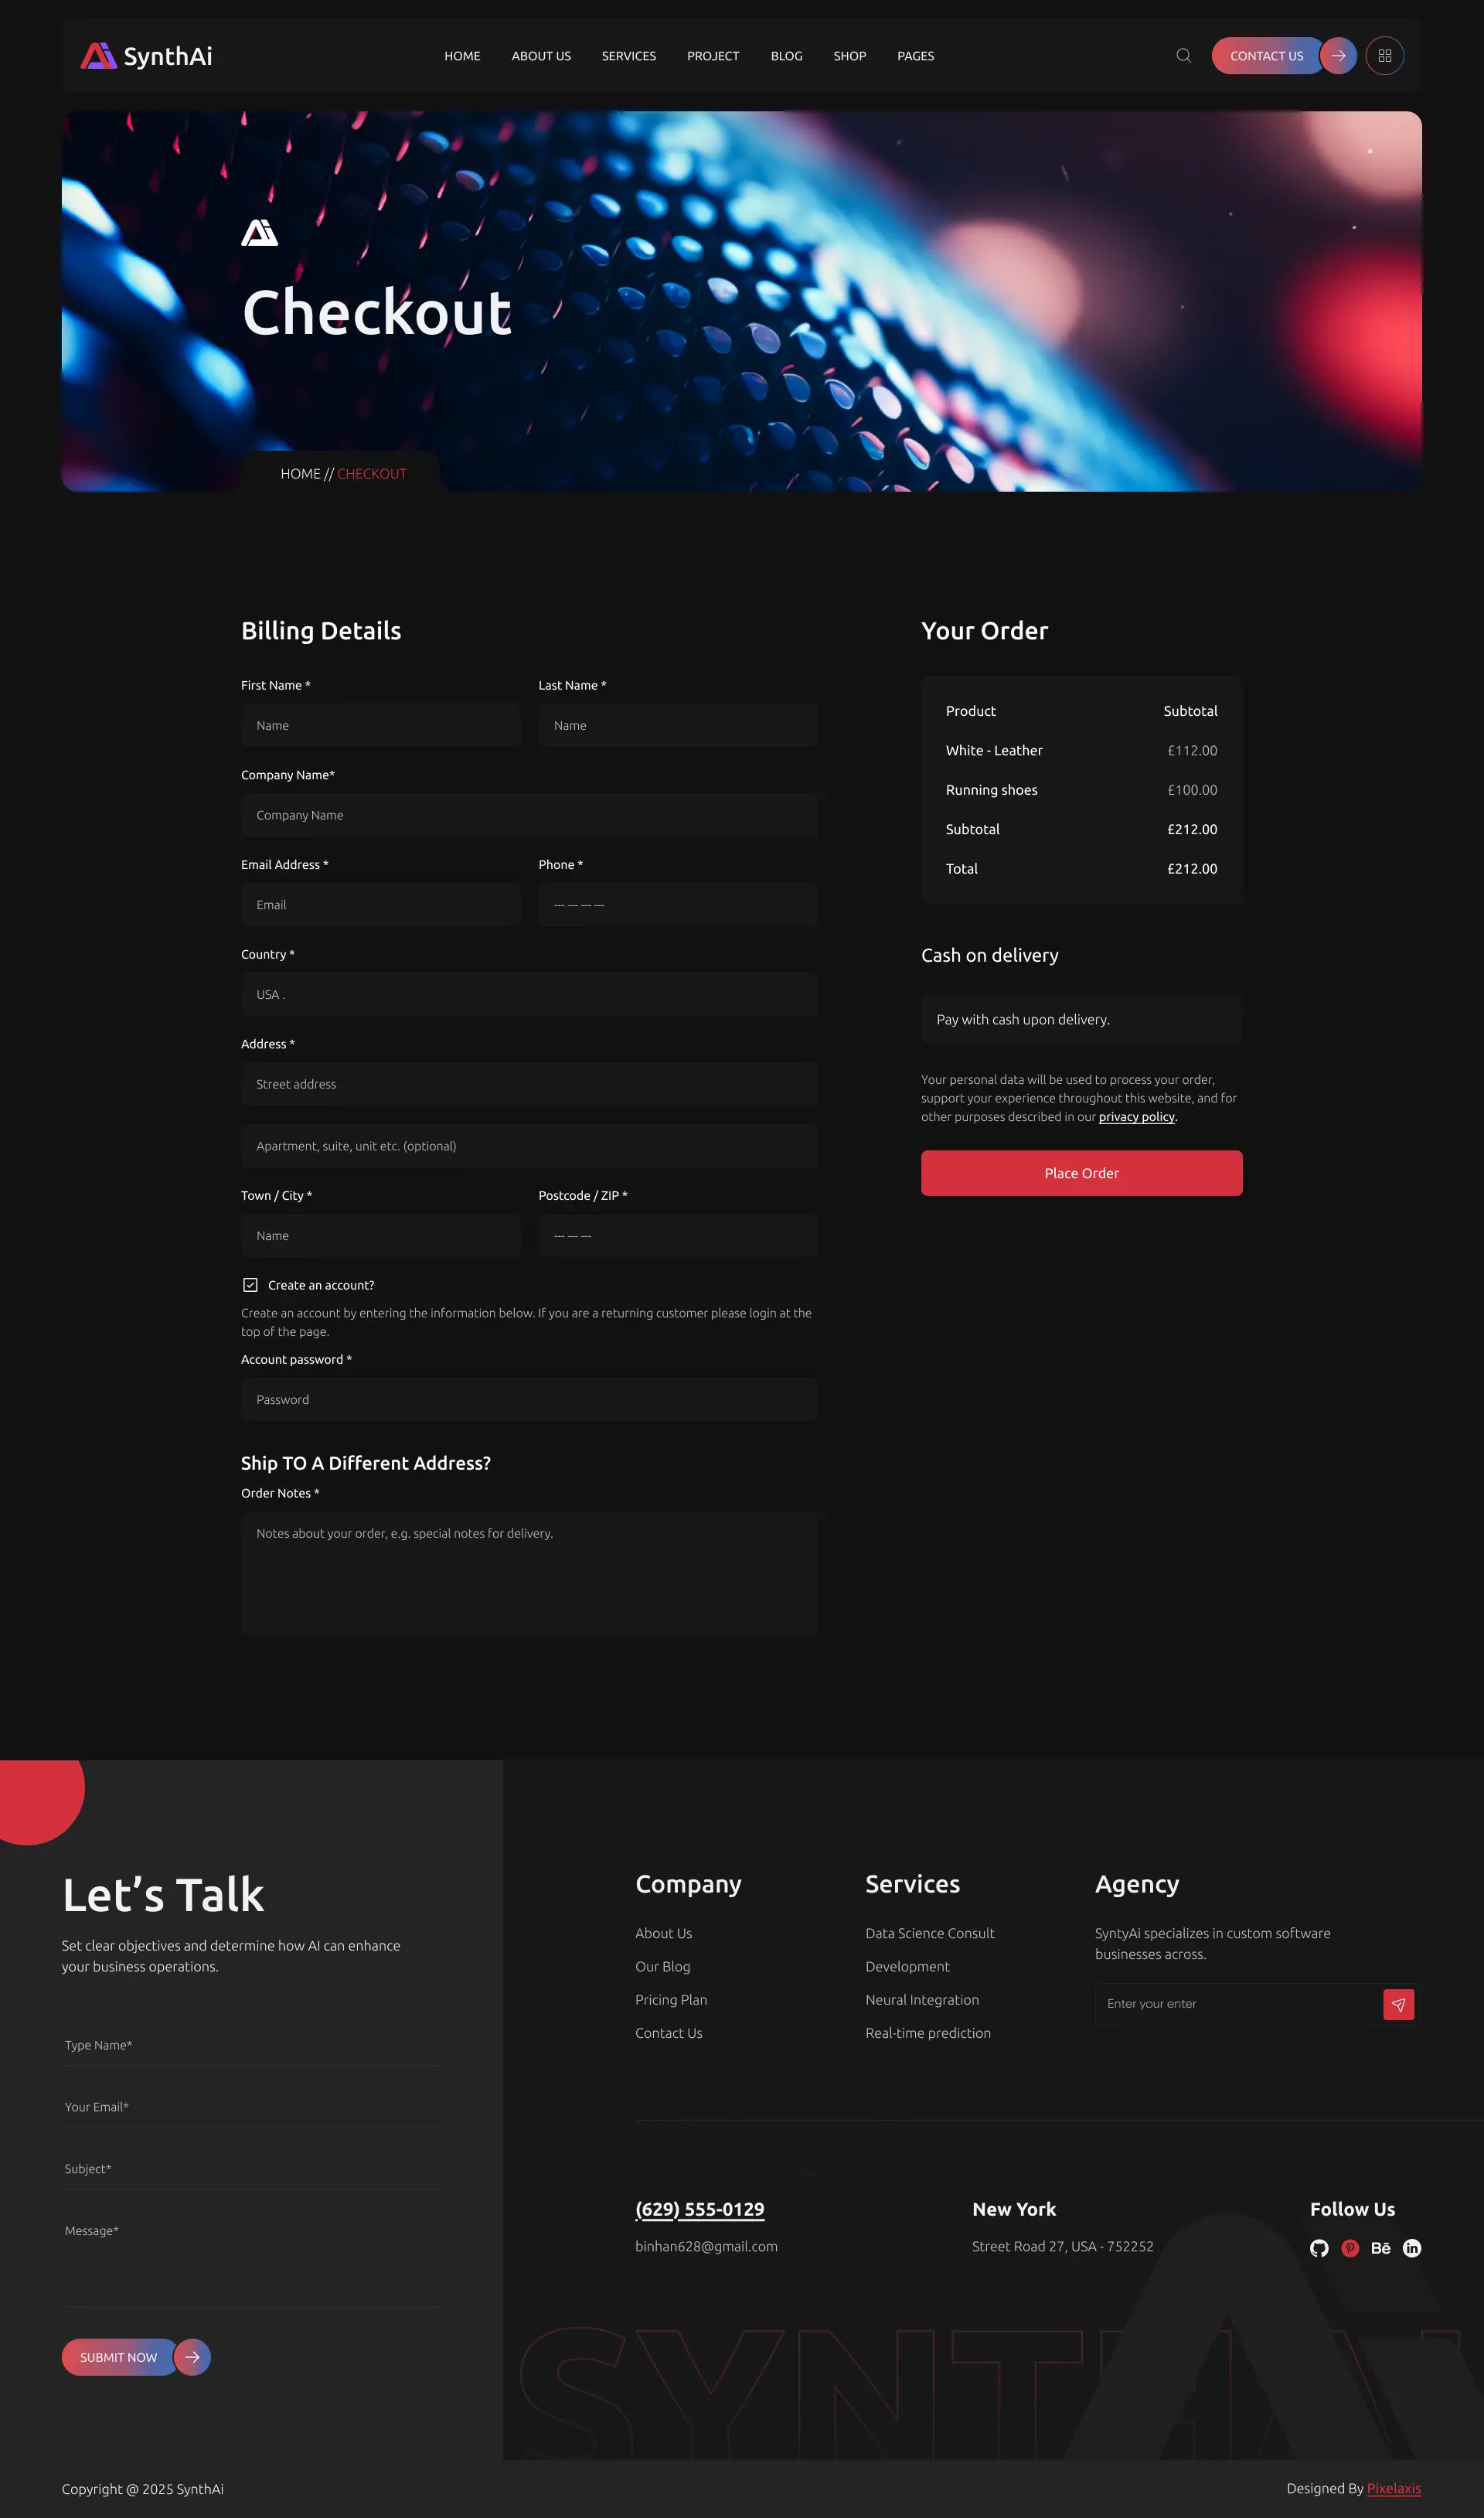 SynthAi
HOME ABOUT US SERVICES PROJECT BLOG SHOP PAGES
CONTACT US
Checkout
HOME // CHECKOUT
Billing Details
First Name * Last Name *
Name Name
Company Name*
Company Name
Email Address * Phone *
Email --- --- --- ---
Country *
USA .
Address *
Street address
Apartment, suite, unit etc. (optional)
Town / City * Postcode / ZIP *
Name --- --- ---
Create an account?
Create an account by entering the information below. If you are a returning customer please login at the
top of the page.
Account password *
Password
Ship TO A Different Address?
Order Notes *
Notes about your order, e.g. special notes for delivery.
Your Order
Product Subtotal
White - Leather £112.00
Running shoes £100.00
Subtotal £212.00
Total £212.00
Cash on delivery
Pay with cash upon delivery.
Your personal data will be used to process your order,
support your experience throughout this website, and for
other purposes described in our privacy policy.
Place Order
Let’s Talk
Set clear objectives and determine how AI can enhance
your business operations.
Type Name*
Your Email*
Subject*
Message*
SUBMIT NOW
Company
About Us
Our Blog
Pricing Plan
Contact Us
Services
Data Science Consult
Development
Neural Integration
Real-time prediction
Agency
SyntyAi specializes in custom software
businesses across.
Enter your enter
(629) 555-0129
binhan628@gmail.com
New York
Street Road 27, USA - 752252
Follow Us
Bē in
Copyright @ 2025 SynthAi
Designed By Pixelaxis